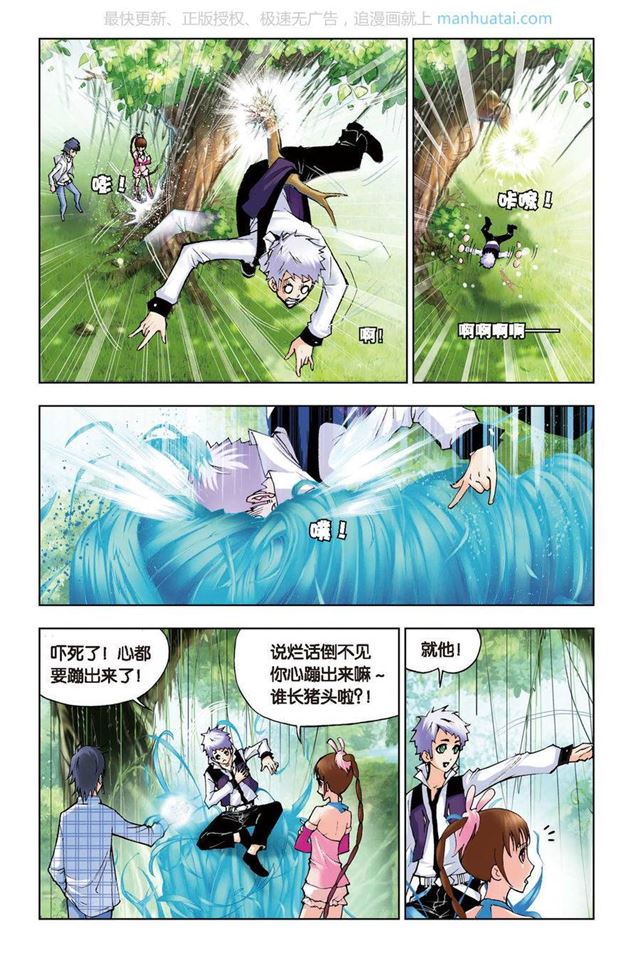 最快更新、正版授权、极速无广告，追漫画就上 manhuatai.com
咚！
啊！
咔嚓！
啊啊啊啊——
噗！
吓死了！心都
要蹦出来了！
说烂话倒不见
你心蹦出来嘛~
谁长猪头啦?！
就他！